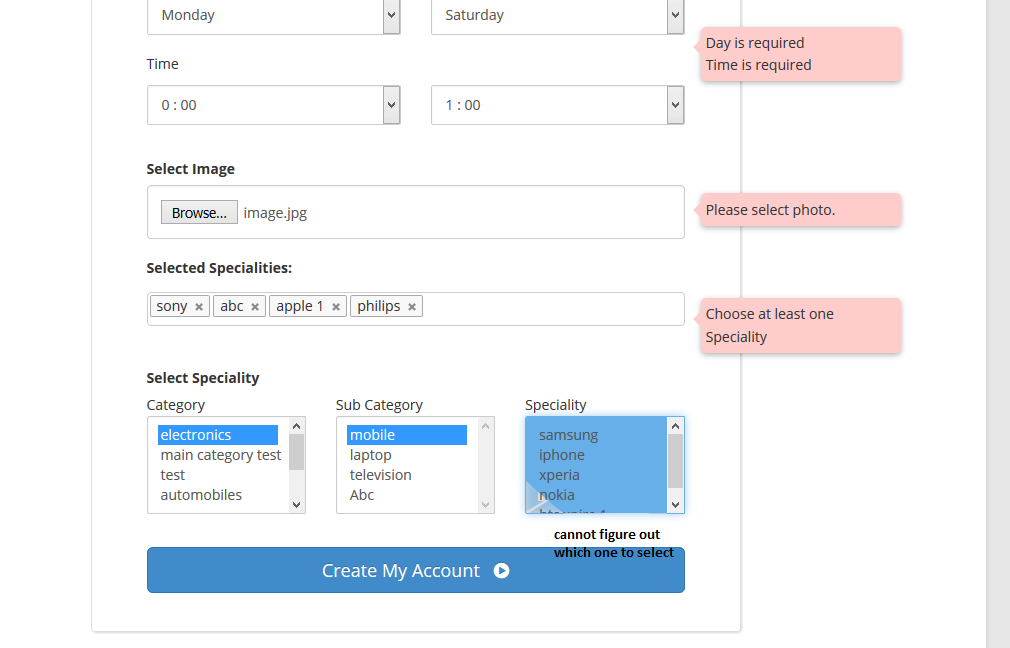 Monday Saturday
Day is required
Time is required
Time
0 : 00 1 : 00
Select Image
Browse... image.jpg
Please select photo.
Selected Specialities:
sony × abc × apple 1 × philips ×
Choose at least one
Speciality
Select Speciality
Category Sub Category Speciality
electronics mobile samsung
main category test laptop iphone
test television xperia
automobiles Abc nokia
cannot figure out
which one to select
Create My Account